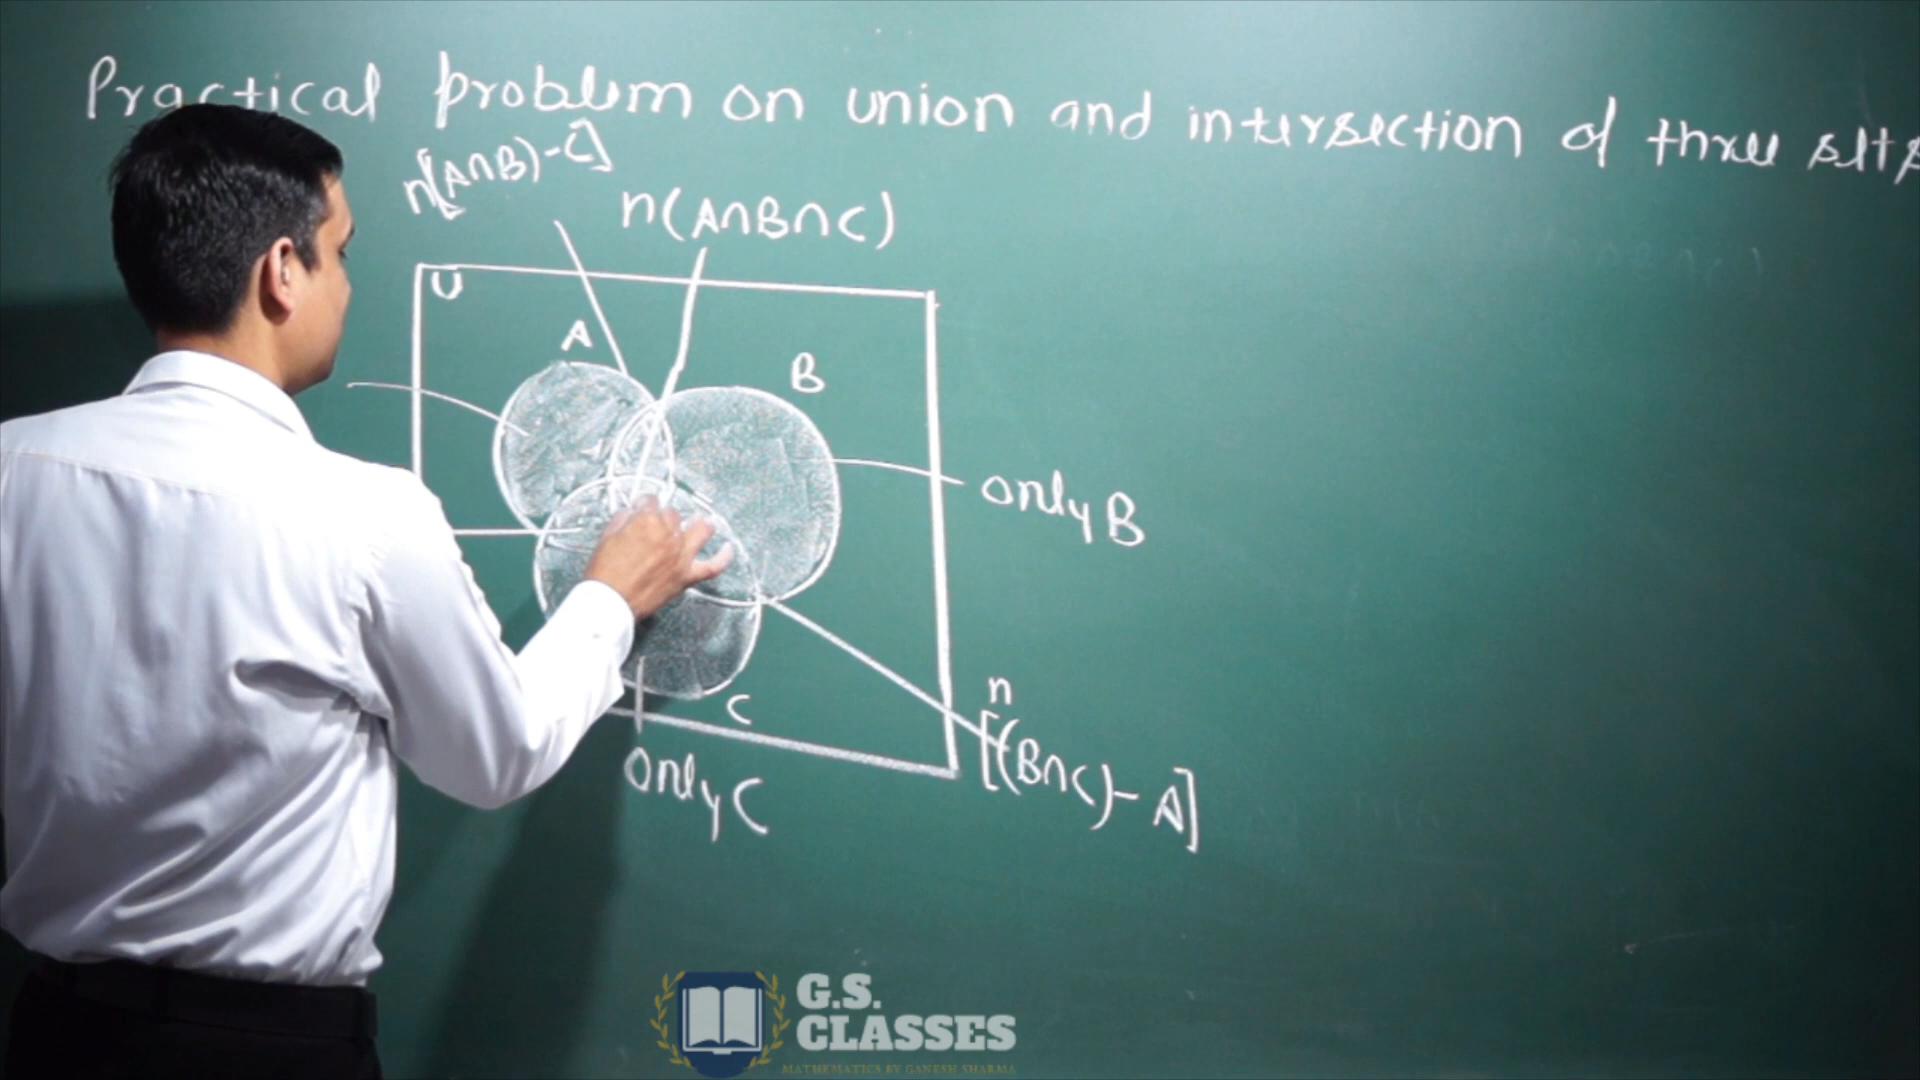 Practical problem on union and intersection of three sets
n[(A∩B)-C]
n(A∩B∩C)
U
A
B
only B
C
n
[(B∩C)-A]
only C
G.S.
CLASSES
MATHEMATICS BY GANESH SHARMA